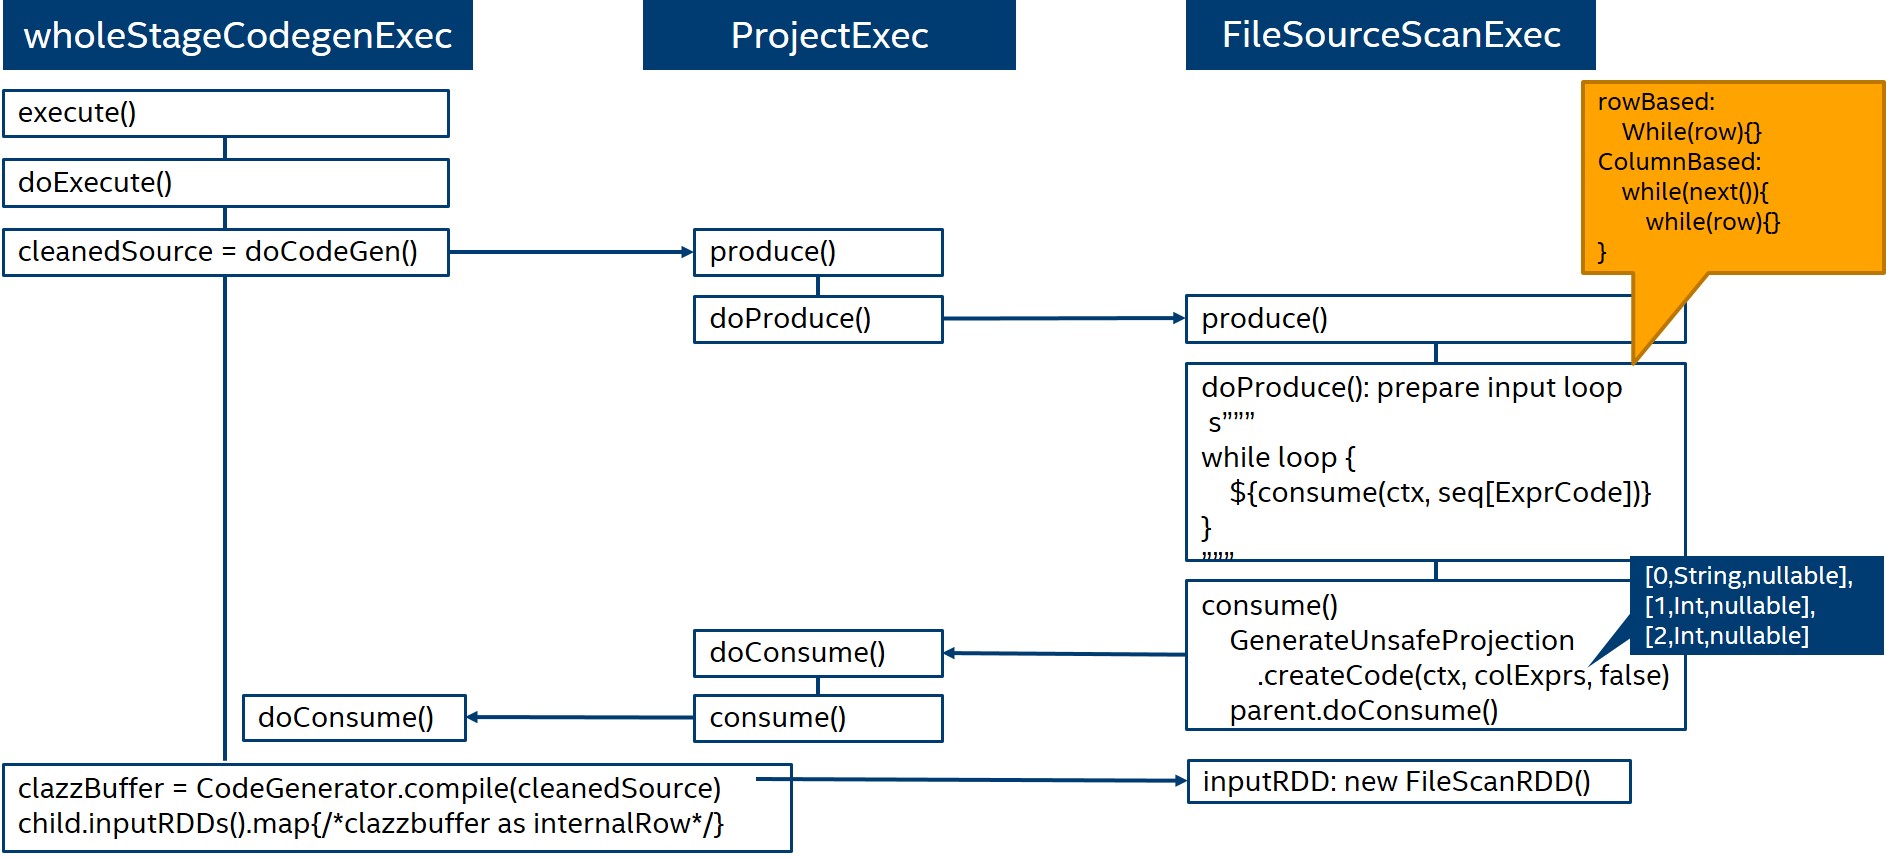 wholeStageCodegenExec
ProjectExec
FileSourceScanExec
execute()
doExecute()
cleanedSource = doCodeGen()
produce()
doProduce()
rowBased:
While(row){}
ColumnBased:
while(next()){
while(row){}
}
produce()
doProduce(): prepare input loop
s”””
while loop {
${consume(ctx, seq[ExprCode])}
}
”””
[0,String,nullable],
[1,Int,nullable],
[2,Int,nullable]
consume()
GenerateUnsafeProjection
.createCode(ctx, colExprs, false)
parent.doConsume()
doConsume()
consume()
doConsume()
clazzBuffer = CodeGenerator.compile(cleanedSource)
child.inputRDDs().map{/*clazzbuffer as internalRow*/}
inputRDD: new FileScanRDD()